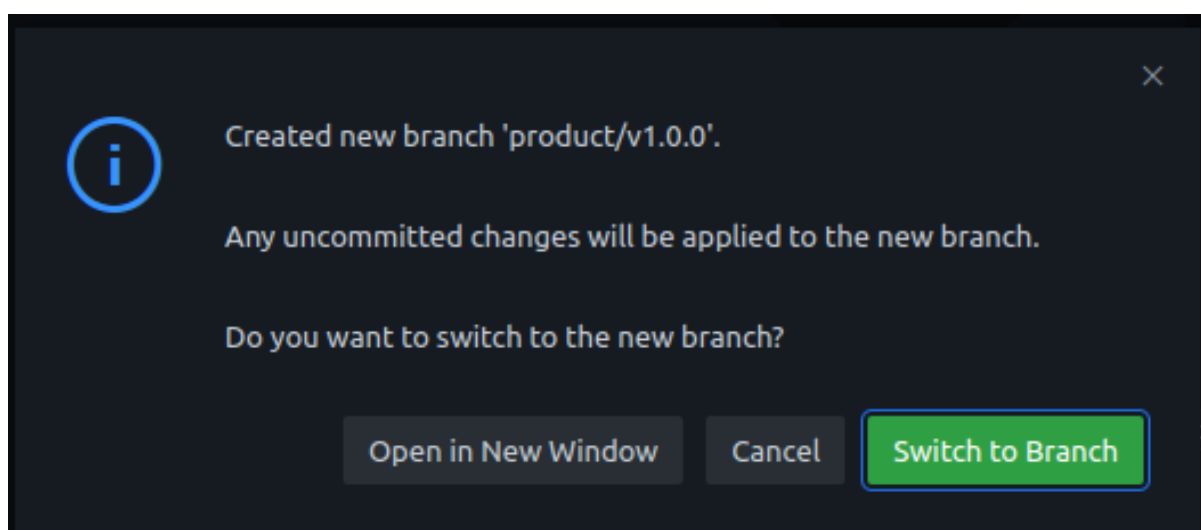 Created new branch 'product/v1.0.0'.
Any uncommitted changes will be applied to the new branch.
Do you want to switch to the new branch?
Open in New Window
Cancel
Switch to Branch